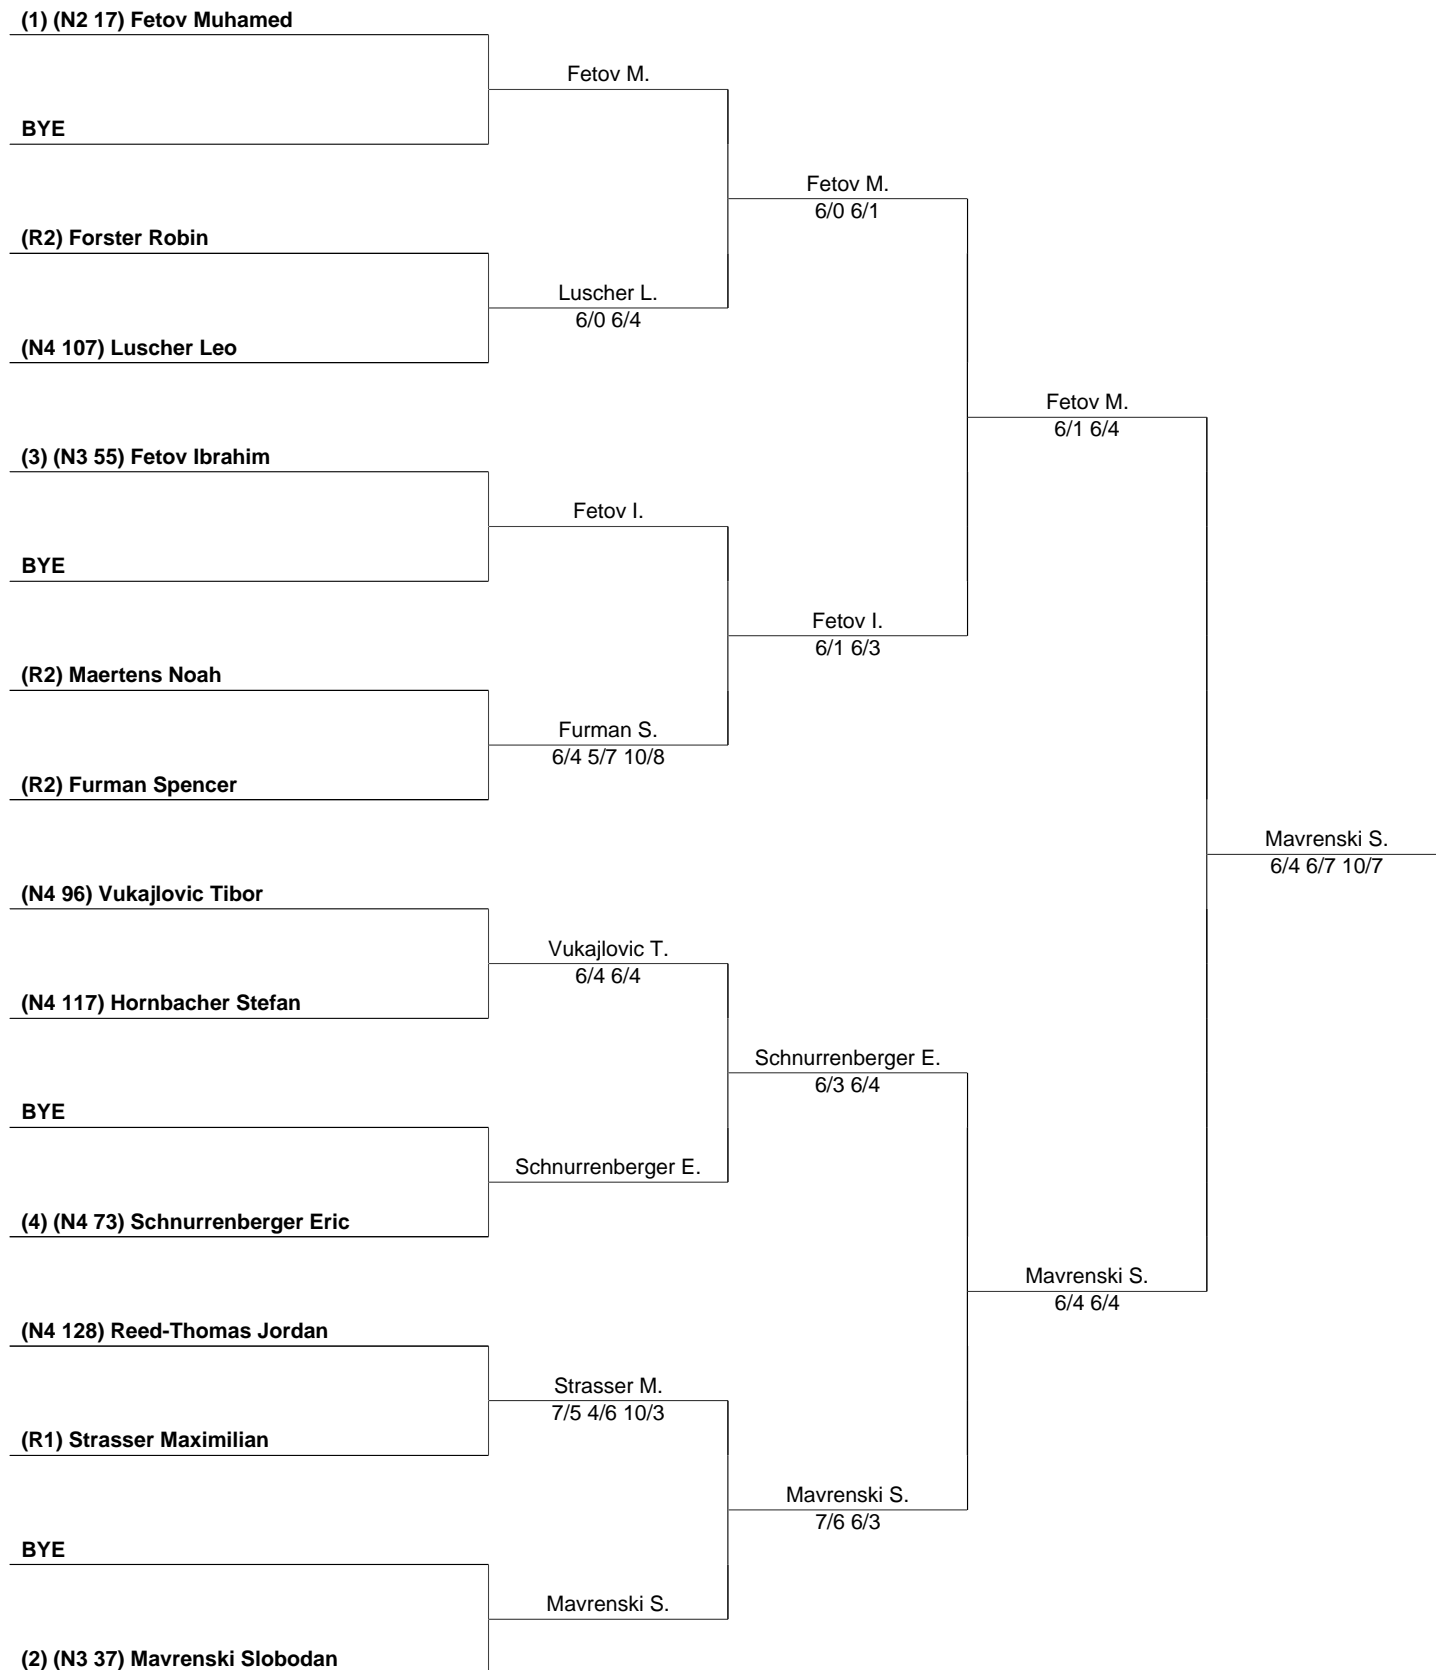 (1) (N2 17) Fetov Muhamed
Fetov M.
BYE
Fetov M.
6/0 6/1
(R2) Forster Robin
Luscher L.
6/0 6/4
(N4 107) Luscher Leo
Fetov M.
6/1 6/4
(3) (N3 55) Fetov Ibrahim
Fetov I.
BYE
Fetov I.
6/1 6/3
(R2) Maertens Noah
Furman S.
6/4 5/7 10/8
(R2) Furman Spencer
Mavrenski S.
6/4 6/7 10/7
(N4 96) Vukajlovic Tibor
Vukajlovic T.
6/4 6/4
(N4 117) Hornbacher Stefan
Schnurrenberger E.
6/3 6/4
BYE
Schnurrenberger E.
(4) (N4 73) Schnurrenberger Eric
Mavrenski S.
6/4 6/4
(N4 128) Reed-Thomas Jordan
Strasser M.
7/5 4/6 10/3
(R1) Strasser Maximilian
Mavrenski S.
7/6 6/3
BYE
Mavrenski S.
(2) (N3 37) Mavrenski Slobodan